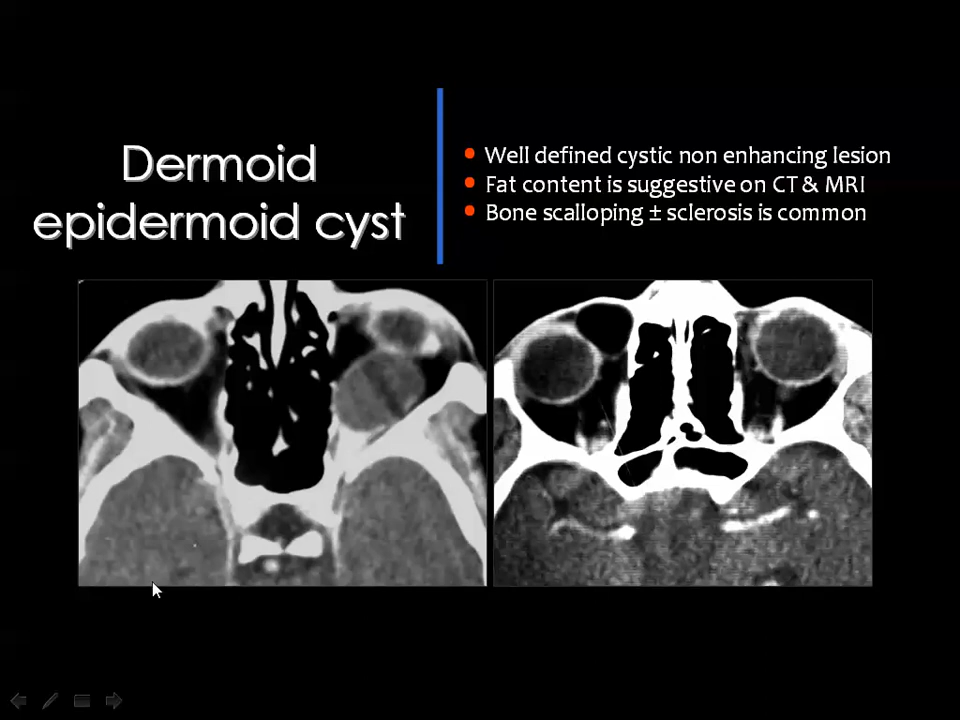 Dermoid
epidermoid cyst
Well defined cystic non enhancing lesion
Fat content is suggestive on CT & MRI
Bone scalloping ± sclerosis is common